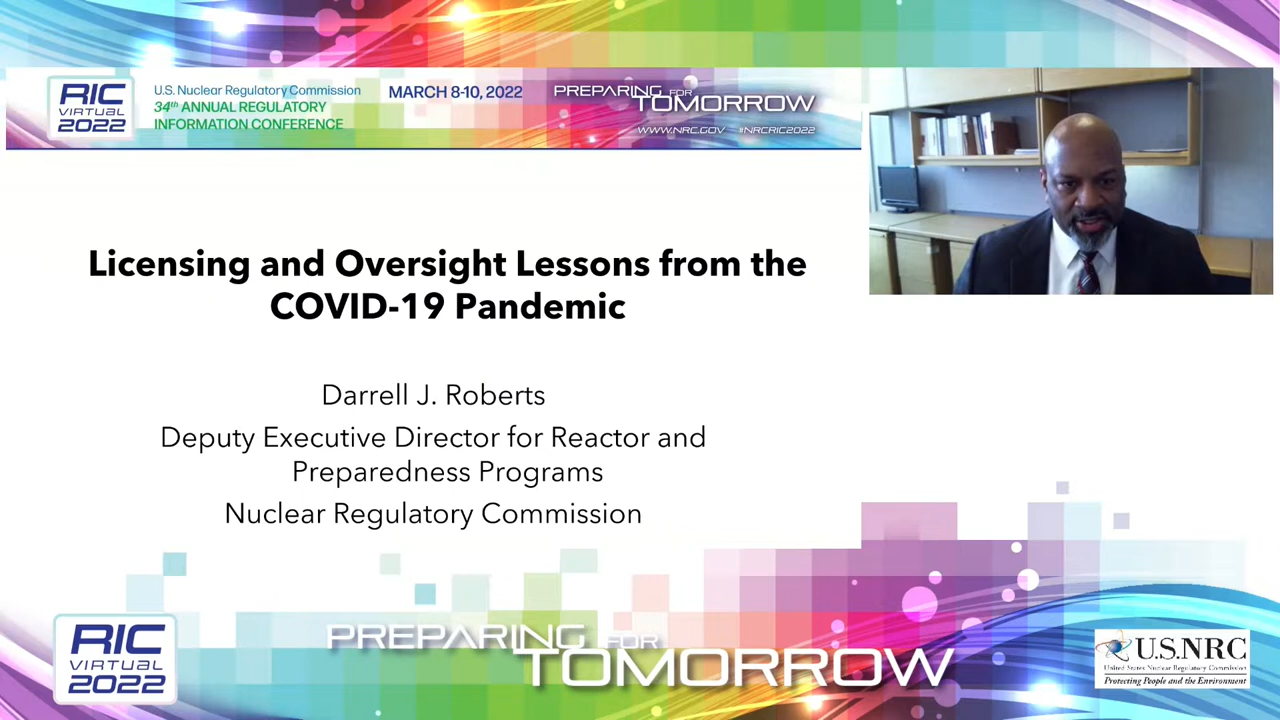 RIC
VIRTUAL
2022
U.S. Nuclear Regulatory Commission
34th ANNUAL REGULATORY
INFORMATION CONFERENCE
MARCH 8-10, 2022
PREPARING FOR
TOMORROW
WWW.NRC.GOV #NRCRIC2022
Licensing and Oversight Lessons from the
COVID-19 Pandemic
Darrell J. Roberts
Deputy Executive Director for Reactor and
Preparedness Programs
Nuclear Regulatory Commission
RIC
VIRTUAL
2022
PREPARING FOR
TOMORROW
U.S.NRC
United States Nuclear Regulatory Commission
Protecting People and the Environment